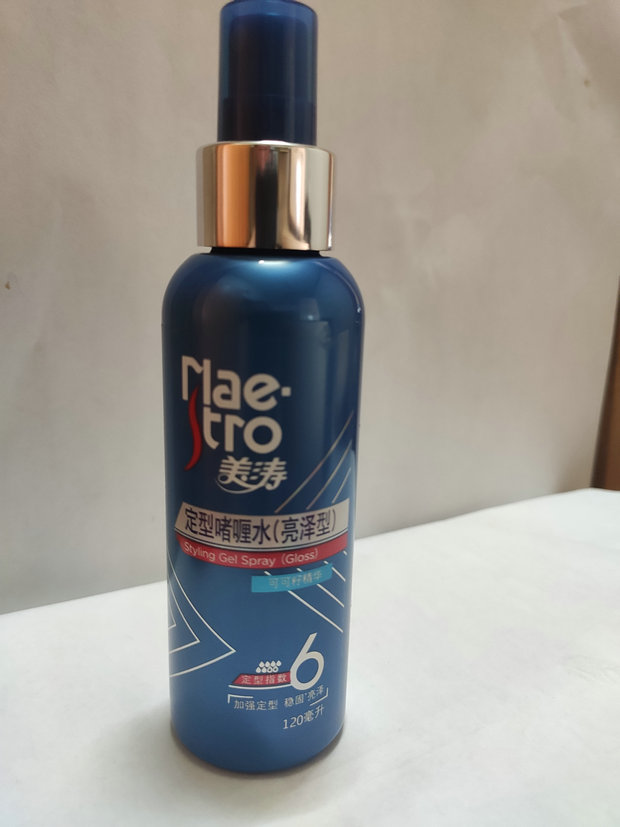 Mae·
stro
美涛
定型啫喱水(亮泽型)
Styling Gel Spray (Gloss)
可可籽精华
定型指数 6
加强定型 稳固·亮泽
120毫升